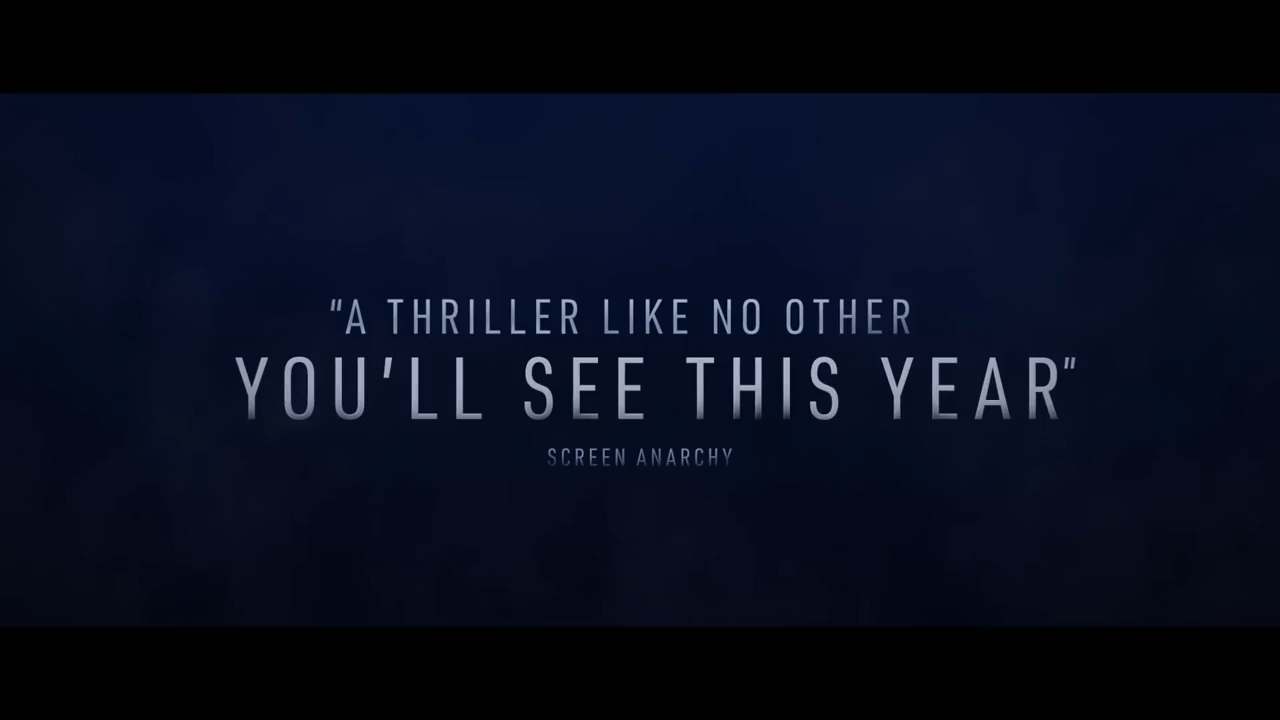 “A THRILLER LIKE NO OTHER
YOU’LL SEE THIS YEAR”
SCREEN ANARCHY